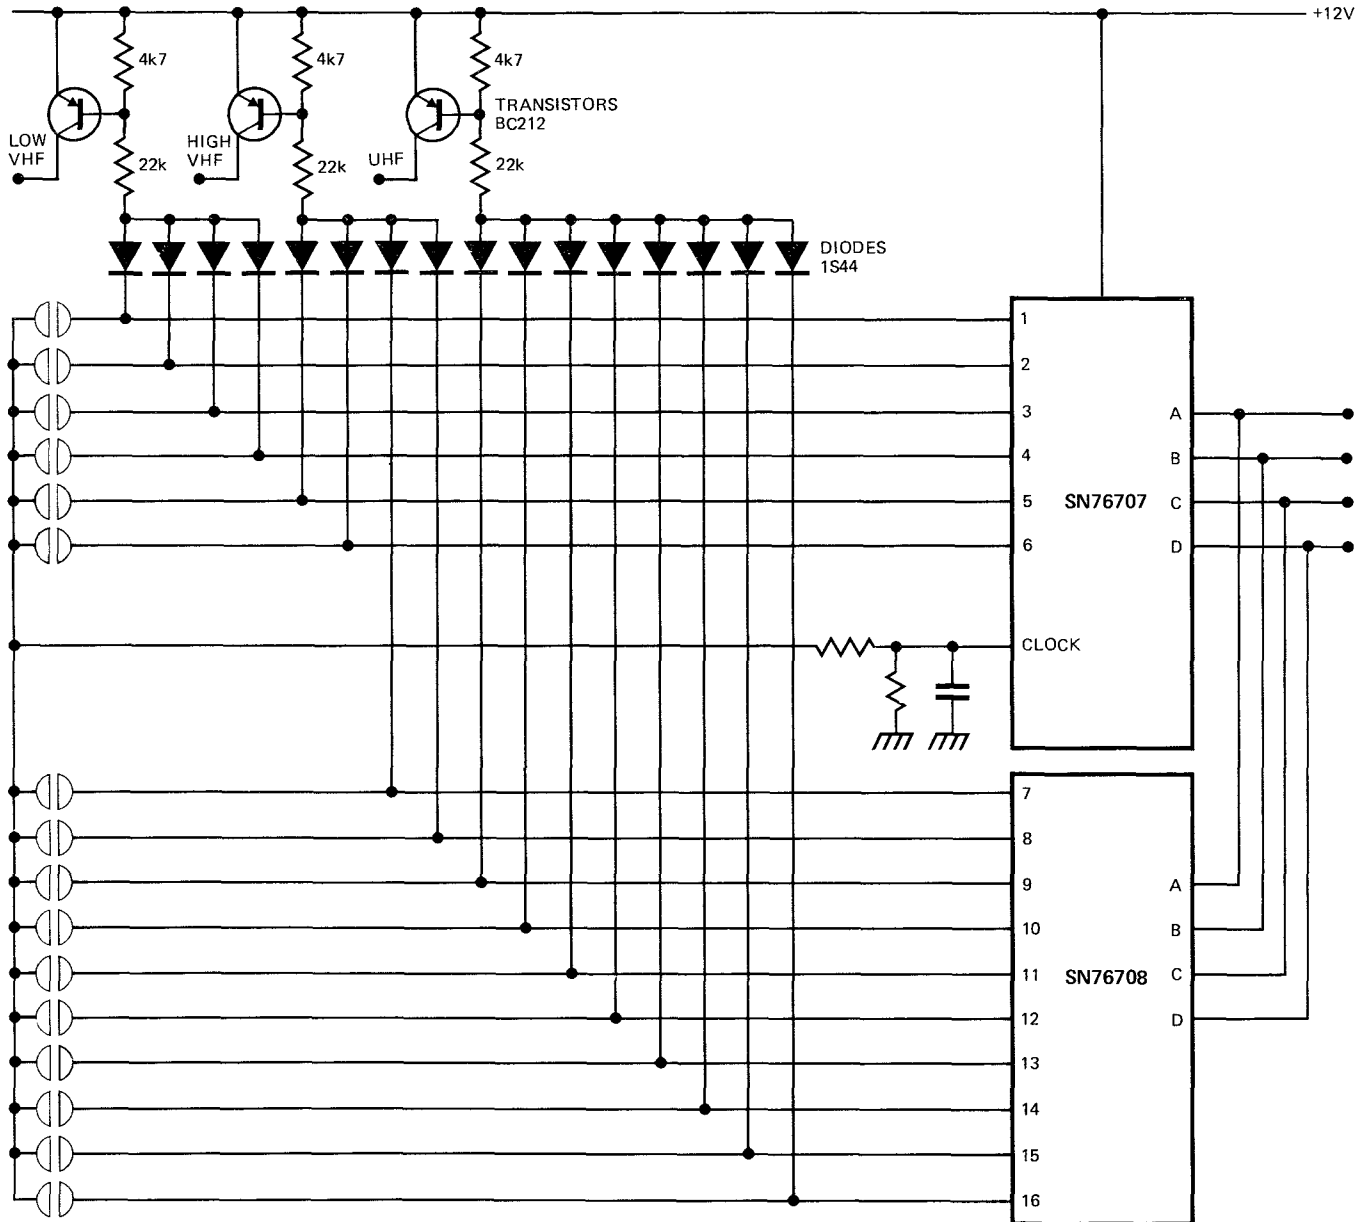 +12V
4k7
4k7
4k7
TRANSISTORS
BC212
LOW
VHF
HIGH
VHF
UHF
22k
22k
22k
DIODES
1S44
1
2
3
4
5
6
CLOCK
SN76707
A
B
C
D
7
8
9
10
11
12
13
14
15
16
SN76708
A
B
C
D